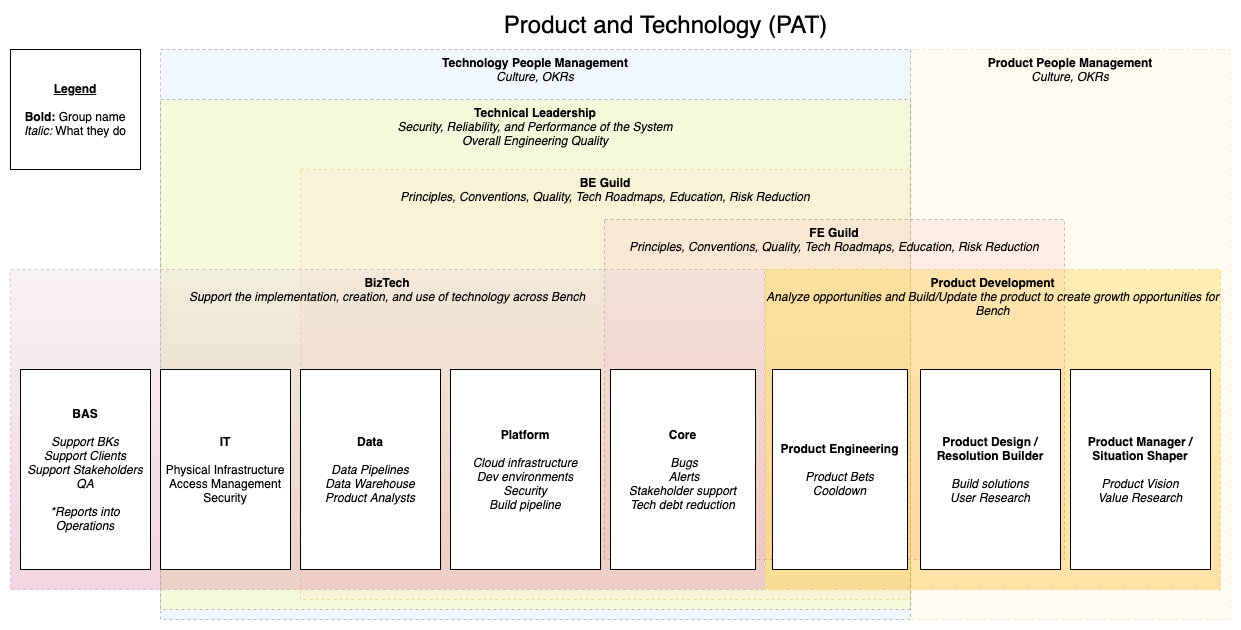 Product and Technology (PAT)
Legend
Bold: Group name
Italic: What they do
Technology People Management
Culture, OKRs
Product People Management
Culture, OKRs
Technical Leadership
Security, Reliability, and Performance of the System
Overall Engineering Quality
BE Guild
Principles, Conventions, Quality, Tech Roadmaps, Education, Risk Reduction
FE Guild
Principles, Conventions, Quality, Tech Roadmaps, Education, Risk Reduction
BizTech
Support the implementation, creation, and use of technology across Bench
Product Development
Analyze opportunities and Build/Update the product to create growth opportunities for
Bench
BAS
Support BKs
Support Clients
Support Stakeholders
QA
*Reports into
Operations
IT
Physical Infrastructure
Access Management
Security
Data
Data Pipelines
Data Warehouse
Product Analysts
Platform
Cloud infrastructure
Dev environments
Security
Build pipeline
Core
Bugs
Alerts
Stakeholder support
Tech debt reduction
Product Engineering
Product Bets
Cooldown
Product Design /
Resolution Builder
Build solutions
User Research
Product Manager /
Situation Shaper
Product Vision
Value Research